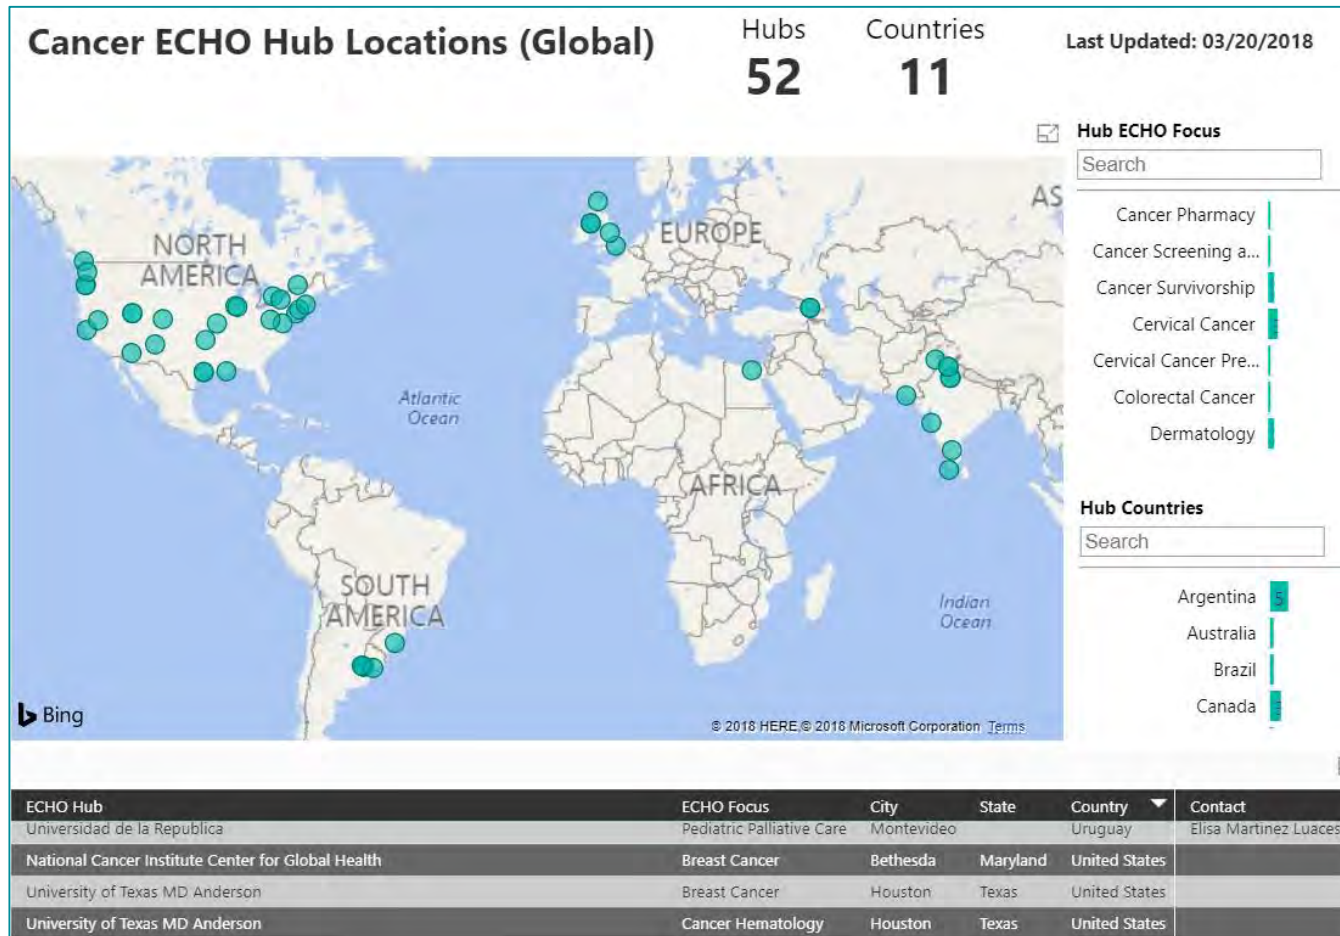 Cancer ECHO Hub Locations (Global)
Hubs
52
Countries
11
Last Updated: 03/20/2018
NORTH
AMERICA
EUROPE
AS
Atlantic
Ocean
AFRICA
SOUTH
AMERICA
Indian
Ocean
Bing
© 2018 HERE,© 2018 Microsoft Corporation Terms
Hub ECHO Focus
Search
Cancer Pharmacy
Cancer Screening a...
Cancer Survivorship
Cervical Cancer
Cervical Cancer Pre...
Colorectal Cancer
Dermatology
Hub Countries
Search
Argentina 5
Australia
Brazil
Canada
ECHO Hub ECHO Focus City State Country Contact
Universidad de la Republica Pediatric Palliative Care Montevideo Uruguay Elisa Martinez Luaces
National Cancer Institute Center for Global Health Breast Cancer Bethesda Maryland United States
University of Texas MD Anderson Breast Cancer Houston Texas United States
University of Texas MD Anderson Cancer Hematology Houston Texas United States